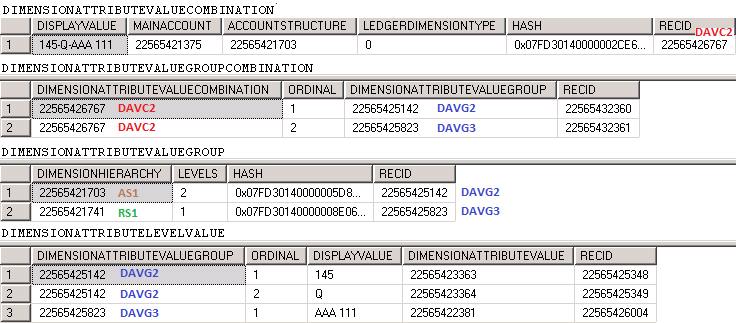 DIMENSIONATTRIBUTEVALUECOMBINATION
DISPLAYVALUE MAINACCOUNT ACCOUNTSTRUCTURE LEDGERDIMENSIONTYPE HASH RECID DAVC2
1 145-Q-AAA 111 22565421375 22565421703 0 0x07FD30140000002CE6... 22565426767
DIMENSIONATTRIBUTEVALUEGROUPCOMBINATION
DIMENSIONATTRIBUTEVALUECOMBINATION ORDINAL DIMENSIONATTRIBUTEVALUEGROUP RECID
1 22565426767 DAVC2 1 22565425142 DAVG2 22565432360
2 22565426767 DAVC2 2 22565425823 DAVG3 22565432361
DIMENSIONATTRIBUTEVALUEGROUP
DIMENSIONHIERARCHY LEVELS HASH RECID
1 22565421703 AS1 2 0x07FD30140000005D8... 22565425142 DAVG2
2 22565421741 RS1 1 0x07FD30140000008E06... 22565425823 DAVG3
DIMENSIONATTRIBUTELEVELVALUE
DIMENSIONATTRIBUTEVALUEGROUP ORDINAL DISPLAYVALUE DIMENSIONATTRIBUTEVALUE RECID
1 22565425142 DAVG2 1 145 22565423363 22565425348
2 22565425142 DAVG2 2 Q 22565423364 22565425349
3 22565425823 DAVG3 1 AAA 111 22565422381 22565426004